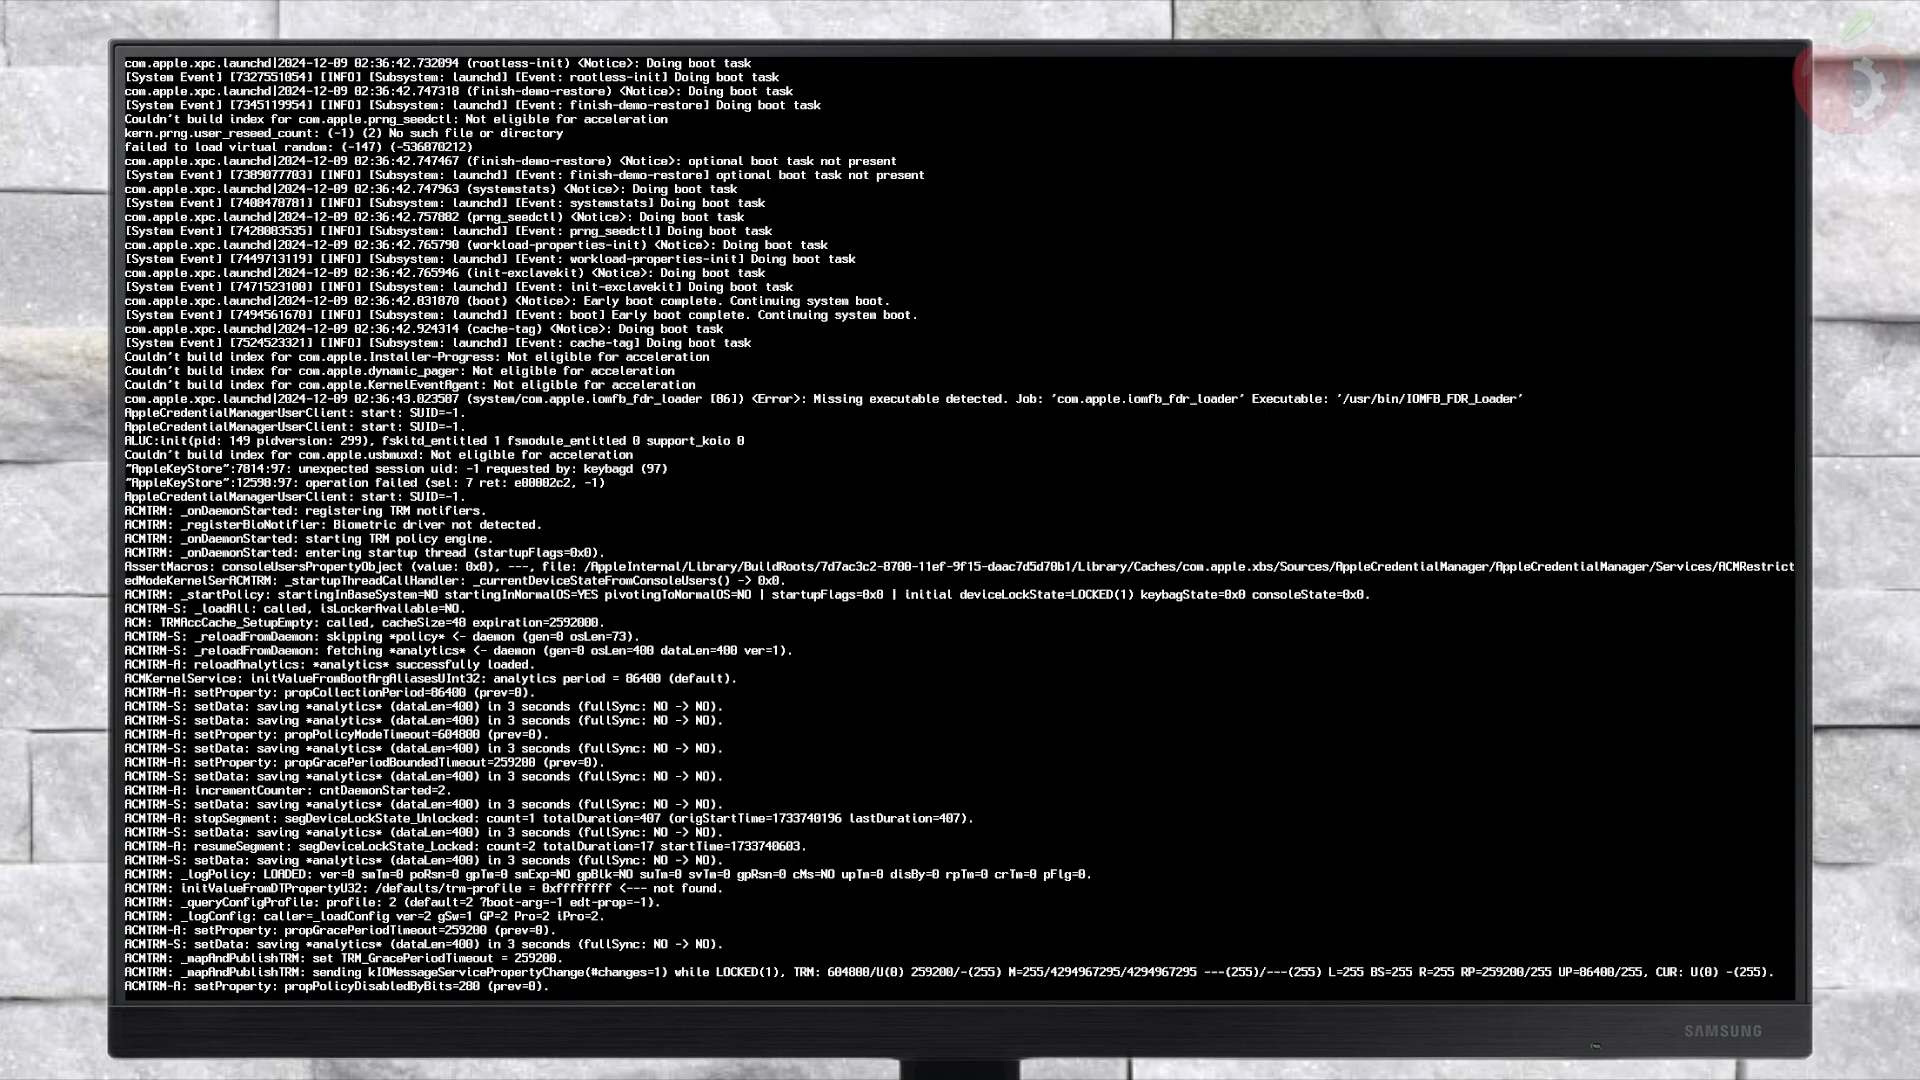 com.apple.xpc.launchd|2024-12-09 02:36:42.732094 (rootless-init) <Notice>: Doing boot task
[System Event] [7327551054] [INFO] [Subsystem: launchd] [Event: rootless-init] Doing boot task
com.apple.xpc.launchd|2024-12-09 02:36:42.747318 (finish-demo-restore) <Notice>: Doing boot task
[System Event] [7345119954] [INFO] [Subsystem: launchd] [Event: finish-demo-restore] Doing boot task
Couldn't build index for com.apple.prng_seedctl: Not eligible for acceleration
kern.prng.user_reseed_count: (-1) (2) No such file or directory
failed to load virtual random: (-147) (-536870212)
com.apple.xpc.launchd|2024-12-09 02:36:42.747467 (finish-demo-restore) <Notice>: optional boot task not present
[System Event] [7389077703] [INFO] [Subsystem: launchd] [Event: finish-demo-restore] optional boot task not present
com.apple.xpc.launchd|2024-12-09 02:36:42.747963 (systemstats) <Notice>: Doing boot task
[System Event] [7408478781] [INFO] [Subsystem: launchd] [Event: systemstats] Doing boot task
com.apple.xpc.launchd|2024-12-09 02:36:42.757882 (prng_seedctl) <Notice>: Doing boot task
[System Event] [7428083535] [INFO] [Subsystem: launchd] [Event: prng_seedctl] Doing boot task
com.apple.xpc.launchd|2024-12-09 02:36:42.765790 (workload-properties-init) <Notice>: Doing boot task
[System Event] [7449713119] [INFO] [Subsystem: launchd] [Event: workload-properties-init] Doing boot task
com.apple.xpc.launchd|2024-12-09 02:36:42.765946 (init-exclavekit) <Notice>: Doing boot task
[System Event] [7471523100] [INFO] [Subsystem: launchd] [Event: init-exclavekit] Doing boot task
com.apple.xpc.launchd|2024-12-09 02:36:42.831870 (boot) <Notice>: Early boot complete. Continuing system boot.
[System Event] [7494561670] [INFO] [Subsystem: launchd] [Event: boot] Early boot complete. Continuing system boot.
com.apple.xpc.launchd|2024-12-09 02:36:42.924314 (cache-tag) <Notice>: Doing boot task
[System Event] [7524523321] [INFO] [Subsystem: launchd] [Event: cache-tag] Doing boot task
Couldn't build index for com.apple.Installer-Progress: Not eligible for acceleration
Couldn't build index for com.apple.dynamic_pager: Not eligible for acceleration
Couldn't build index for com.apple.KernelEventAgent: Not eligible for acceleration
com.apple.xpc.launchd|2024-12-09 02:36:43.023587 (system/com.apple.iomfb_fdr_loader [86]) <Error>: Missing executable detected. Job: 'com.apple.iomfb_fdr_loader' Executable: '/usr/bin/IOMFB_FDR_Loader'
AppleCredentialManagerUserClient: start: SUID=-1.
AppleCredentialManagerUserClient: start: SUID=-1.
ALUC:init(pid: 149 pidversion: 299), fskitd_entitled 1 fsmodule_entitled 0 support_koio 0
Couldn't build index for com.apple.usbmuxd: Not eligible for acceleration
"AppleKeyStore":7814:97: unexpected session uid: -1 requested by: keybagd (97)
"AppleKeyStore":12598:97: operation failed (sel: 7 ret: e00002c2, -1)
AppleCredentialManagerUserClient: start: SUID=-1.
ACMTRM: _onDaemonStarted: registering TRM notifiers.
ACMTRM: _registerBioNotifier: Biometric driver not detected.
ACMTRM: _onDaemonStarted: starting TRM policy engine.
ACMTRM: _onDaemonStarted: entering startup thread (startupFlags=0x0).
AssertMacros: consoleUsersPropertyObject (value: 0x0), ---, file: /AppleInternal/Library/BuildRoots/7d7ac3c2-8700-11ef-9f15-daac7d5d70b1/Library/Caches/com.apple.xbs/Sources/AppleCredentialManager/AppleCredentialManager/Services/ACMRestrict
edModeKernelSerACMTRM: _startupThreadCallHandler: _currentDeviceStateFromConsoleUsers() -> 0x0.
ACMTRM: _startPolicy: startingInBaseSystem=NO startingInNormalOS=YES pivotingToNormalOS=NO | startupFlags=0x0 | initial deviceLockState=LOCKED(1) keybagState=0x0 consoleState=0x0.
ACMTRM-S: _loadAll: called, isLockerAvailable=NO.
ACM: TRMAccCache_SetupEmpty: called, cacheSize=48 expiration=2592000.
ACMTRM-S: _reloadFromDaemon: skipping *policy* <- daemon (gen=0 osLen=73).
ACMTRM-S: _reloadFromDaemon: fetching *analytics* <- daemon (gen=0 osLen=400 dataLen=400 ver=1).
ACMTRM-A: reloadAnalytics: *analytics* successfully loaded.
ACMKernelService: initValueFromBootArgAliasesUInt32: analytics period = 86400 (default).
ACMTRM-A: setProperty: propCollectionPeriod=86400 (prev=0).
ACMTRM-S: setData: saving *analytics* (dataLen=400) in 3 seconds (fullSync: NO -> NO).
ACMTRM-S: setData: saving *analytics* (dataLen=400) in 3 seconds (fullSync: NO -> NO).
ACMTRM-A: setProperty: propPolicyModeTimeout=604800 (prev=0).
ACMTRM-S: setData: saving *analytics* (dataLen=400) in 3 seconds (fullSync: NO -> NO).
ACMTRM-A: setProperty: propGracePeriodBoundedTimeout=259200 (prev=0).
ACMTRM-S: setData: saving *analytics* (dataLen=400) in 3 seconds (fullSync: NO -> NO).
ACMTRM-A: incrementCounter: cntDaemonStarted=2.
ACMTRM-S: setData: saving *analytics* (dataLen=400) in 3 seconds (fullSync: NO -> NO).
ACMTRM-A: stopSegment: segDeviceLockState_Unlocked: count=1 totalDuration=407 (origStartTime=1733740196 lastDuration=407).
ACMTRM-S: setData: saving *analytics* (dataLen=400) in 3 seconds (fullSync: NO -> NO).
ACMTRM-A: resumeSegment: segDeviceLockState_Locked: count=2 totalDuration=17 startTime=1733740603.
ACMTRM-S: setData: saving *analytics* (dataLen=400) in 3 seconds (fullSync: NO -> NO).
ACMTRM: _logPolicy: LOADED: ver=0 smTm=0 poRsn=0 gpTm=0 smExp=NO gpBlk=NO suTm=0 svTm=0 gpRsn=0 cMs=NO upTm=0 disBy=0 rpTm=0 crTm=0 pFlg=0.
ACMTRM: initValueFromDTPropertyU32: /defaults/trm-profile = 0xffffffff <--- not found.
ACMTRM: _queryConfigProfile: profile: 2 (default=2 ?boot-arg=-1 edt-prop=-1).
ACMTRM: _logConfig: caller=_loadConfig ver=2 gSw=1 GP=2 Pro=2 iPro=2.
ACMTRM-A: setProperty: propGracePeriodTimeout=259200 (prev=0).
ACMTRM-S: setData: saving *analytics* (dataLen=400) in 3 seconds (fullSync: NO -> NO).
ACMTRM: _mapAndPublishTRM: set TRM_GracePeriodTimeout = 259200.
ACMTRM: _mapAndPublishTRM: sending kIOMessageServicePropertyChange(#changes=1) while LOCKED(1), TRM: 604800/U(0) 259200/-(255) M=255/4294967295/4294967295 ---(255)/---(255) L=255 BS=255 R=255 RP=259200/255 UP=86400/255, CUR: U(0) -(255).
ACMTRM-A: setProperty: propPolicyDisabledByBits=280 (prev=0).
SAMSUNG